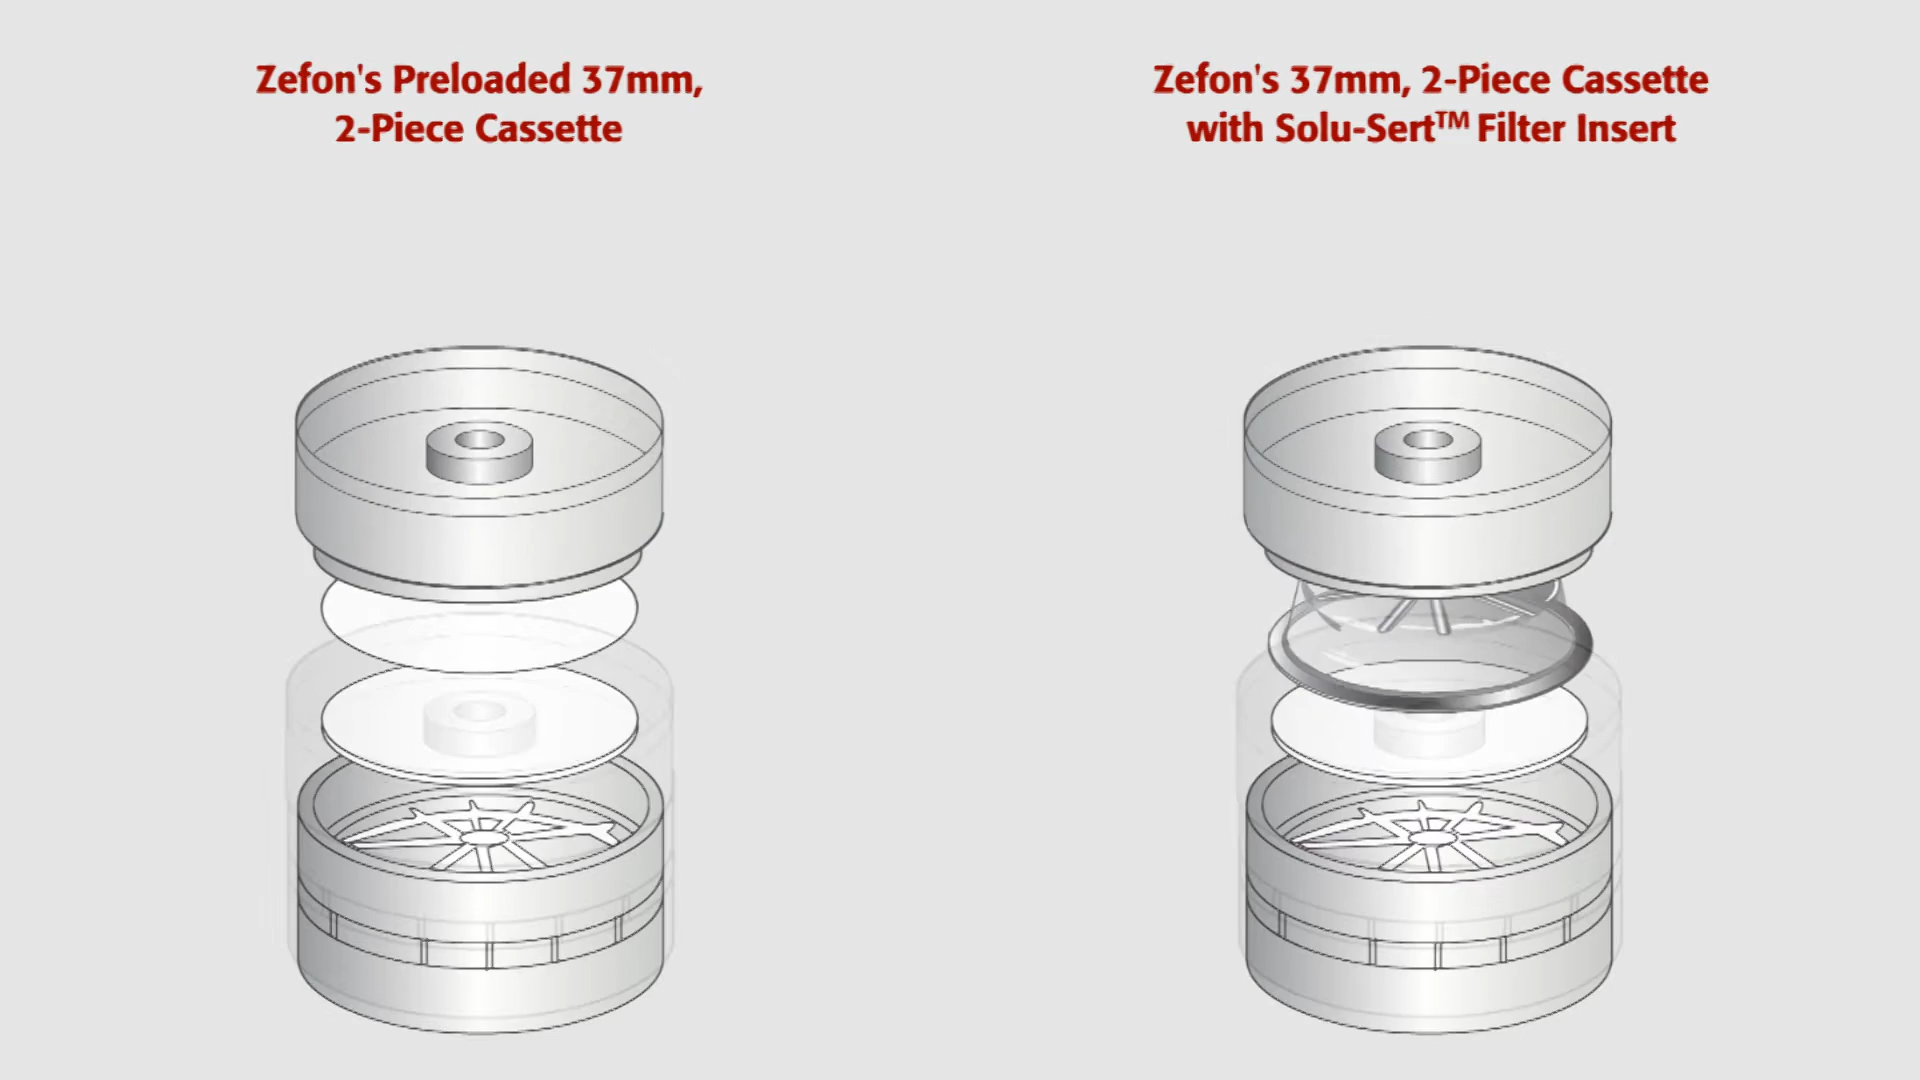 Zefon's Preloaded 37mm,
2-Piece Cassette
Zefon's 37mm, 2-Piece Cassette
with Solu-Sert™ Filter Insert